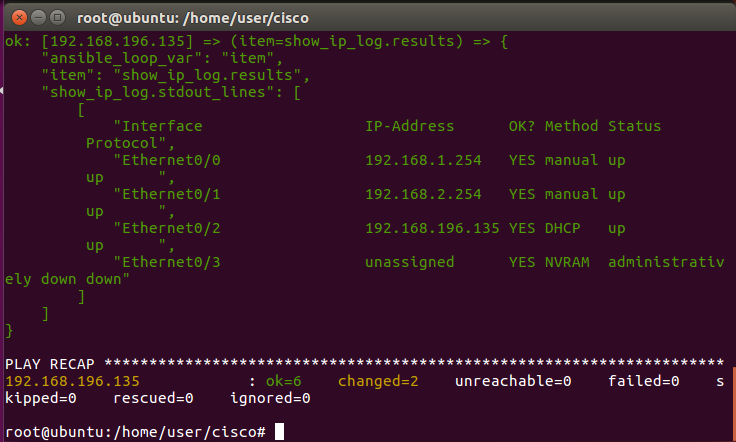 root@ubuntu: /home/user/cisco
ok: [192.168.196.135] => (item=show_ip_log.results) => {
    "ansible_loop_var": "item",
    "item": "show_ip_log.results",
    "show_ip_log.stdout_lines": [
        [
            "Interface                  IP-Address      OK? Method Status
         Protocol",
            "Ethernet0/0                192.168.1.254   YES manual up
         up      ",
            "Ethernet0/1                192.168.2.254   YES manual up
         up      ",
            "Ethernet0/2                192.168.196.135 YES DHCP   up
         up      ",
            "Ethernet0/3                unassigned      YES NVRAM  administrativ
ely down down"
        ]
    ]
}
PLAY RECAP *********************************************************************
192.168.196.135            : ok=6    changed=2    unreachable=0    failed=0    s
kipped=0    rescued=0    ignored=0
root@ubuntu:/home/user/cisco#